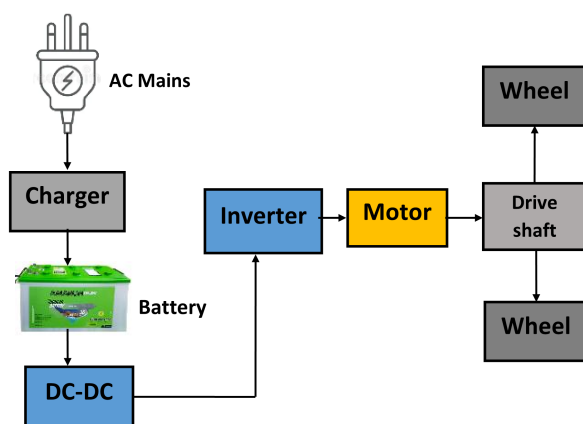 AC Mains
Charger
Battery
DC-DC
Inverter
Motor
Drive
shaft
Wheel
Wheel